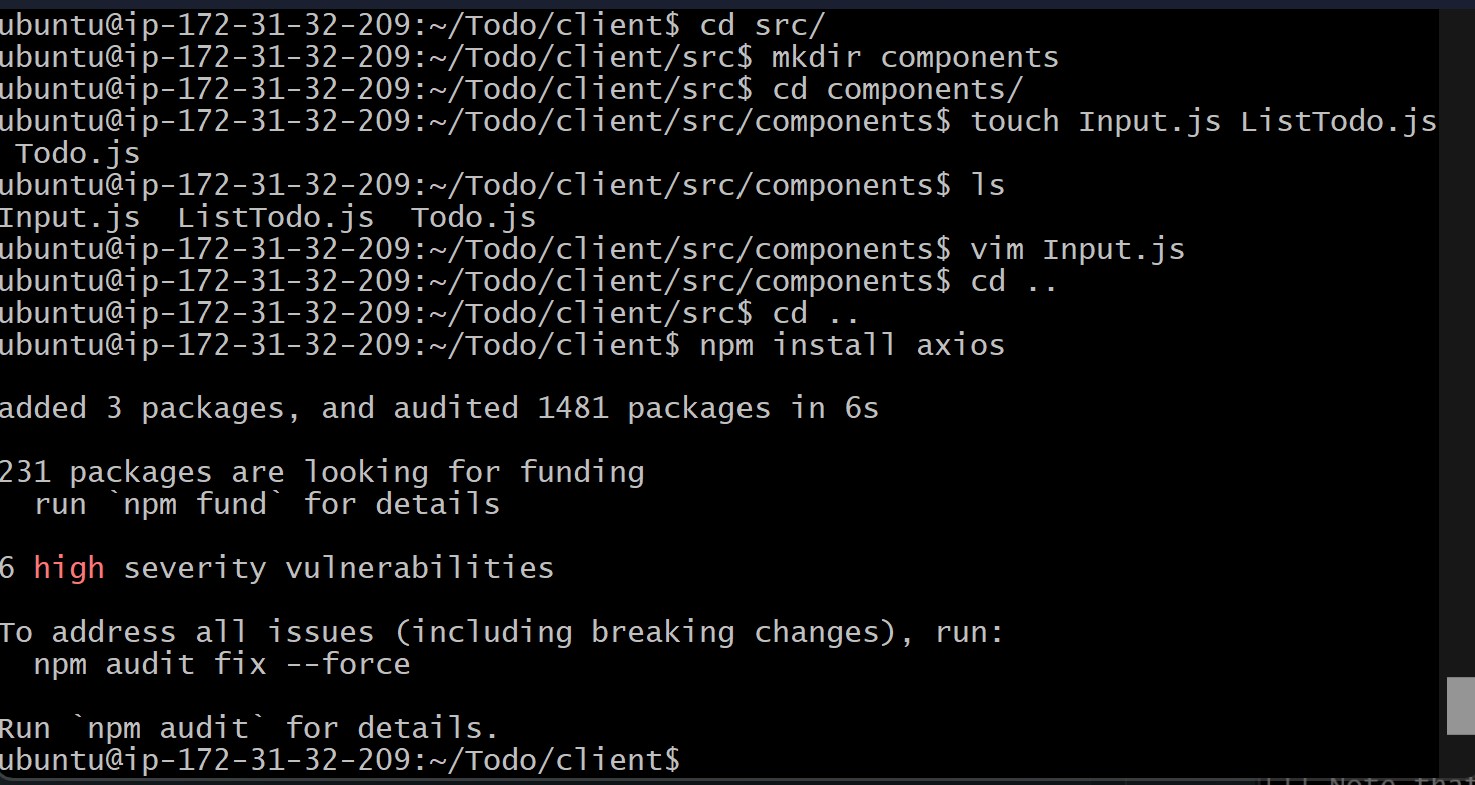 ubuntu@ip-172-31-32-209:~/Todo/client$ cd src/
ubuntu@ip-172-31-32-209:~/Todo/client/src$ mkdir components
ubuntu@ip-172-31-32-209:~/Todo/client/src$ cd components/
ubuntu@ip-172-31-32-209:~/Todo/client/src/components$ touch Input.js ListTodo.js
 Todo.js
ubuntu@ip-172-31-32-209:~/Todo/client/src/components$ ls
Input.js  ListTodo.js  Todo.js
ubuntu@ip-172-31-32-209:~/Todo/client/src/components$ vim Input.js
ubuntu@ip-172-31-32-209:~/Todo/client/src/components$ cd ..
ubuntu@ip-172-31-32-209:~/Todo/client/src$ cd ..
ubuntu@ip-172-31-32-209:~/Todo/client$ npm install axios
added 3 packages, and audited 1481 packages in 6s
231 packages are looking for funding
  run `npm fund` for details
6 high severity vulnerabilities
To address all issues (including breaking changes), run:
  npm audit fix --force
Run `npm audit` for details.
ubuntu@ip-172-31-32-209:~/Todo/client$